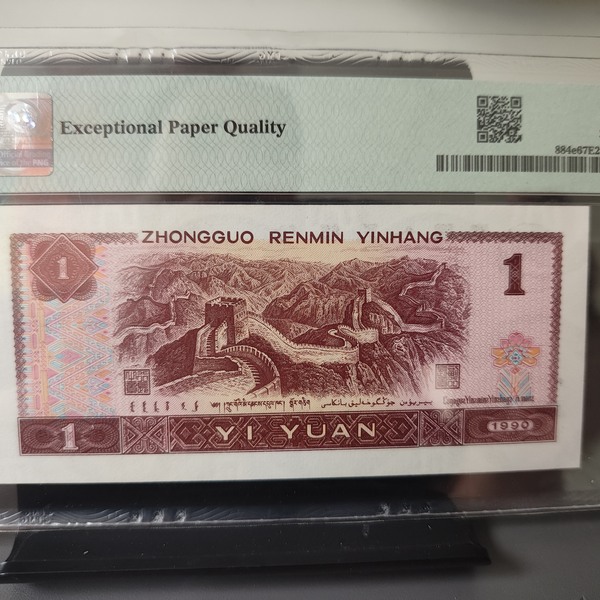 Exceptional Paper Quality
884e67E2
ZHONGGUO RENMIN YINHANG
1
1
1
YI YUAN
1990